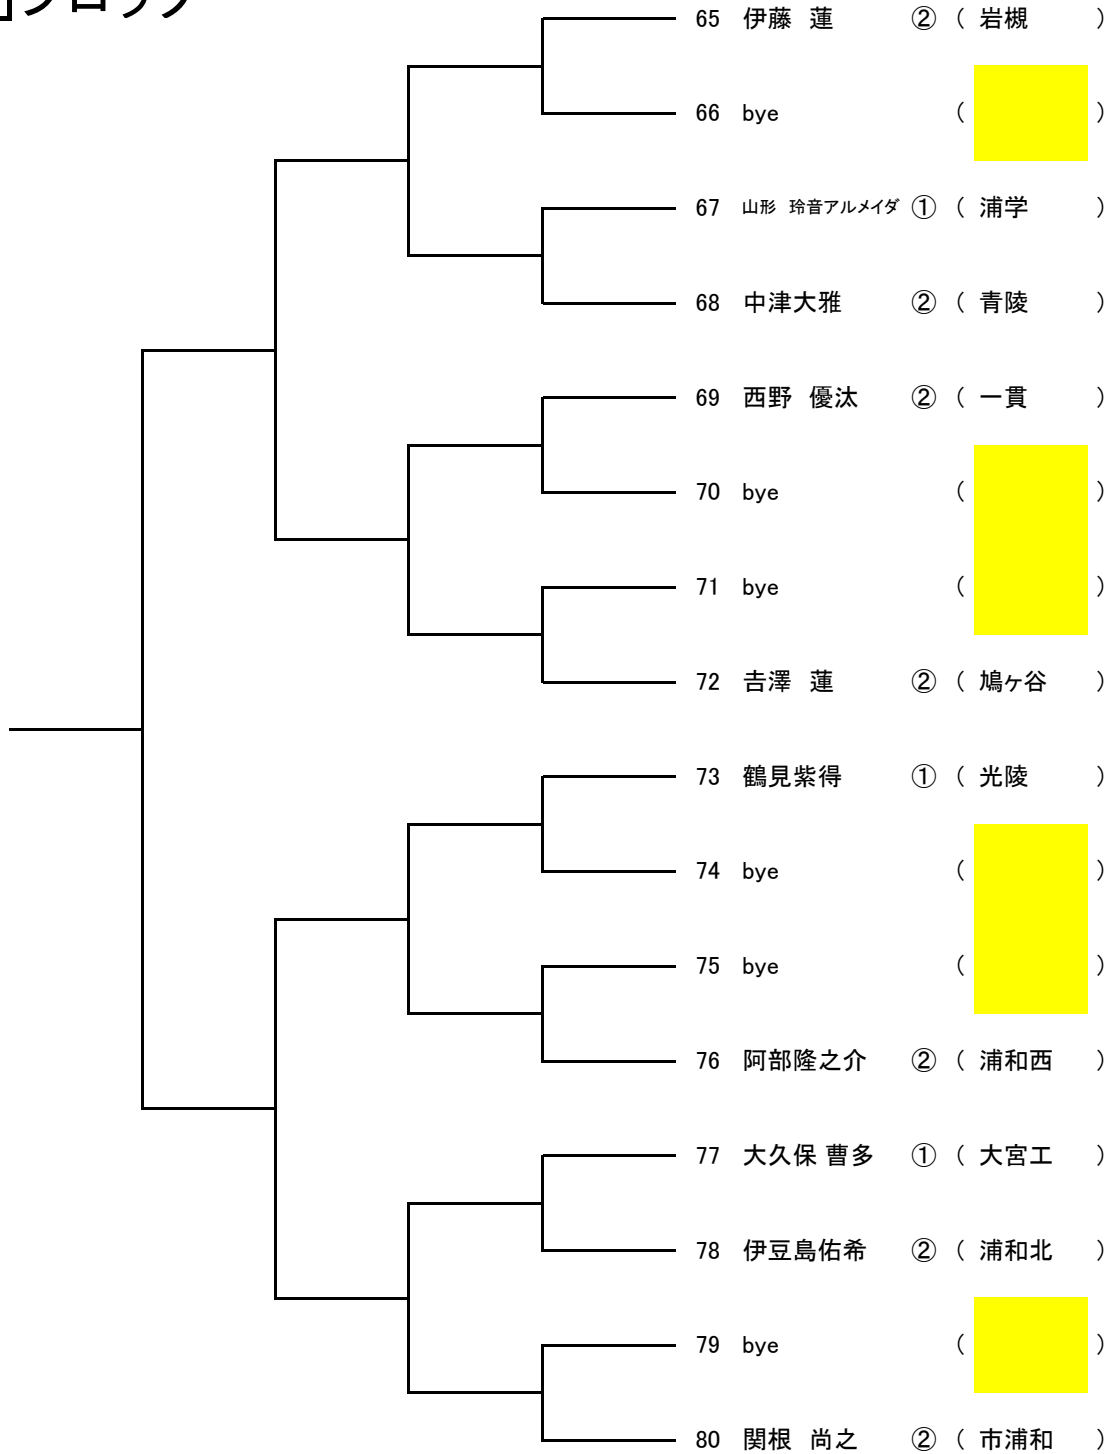 ブロック
65 伊藤 蓮 ② ( 岩槻 )
66 bye ( )
67 山形 玲音アルメイダ ① ( 浦学 )
68 中津大雅 ② ( 青陵 )
69 西野 優汰 ② ( 一貫 )
70 bye ( )
71 bye ( )
72 𠮷澤 蓮 ② ( 鳩ヶ谷 )
73 鶴見紫得 ① ( 光陵 )
74 bye ( )
75 bye ( )
76 阿部隆之介 ② ( 浦和西 )
77 大久保 曹多 ① ( 大宮工 )
78 伊豆島佑希 ② ( 浦和北 )
79 bye ( )
80 関根 尚之 ② ( 市浦和 )